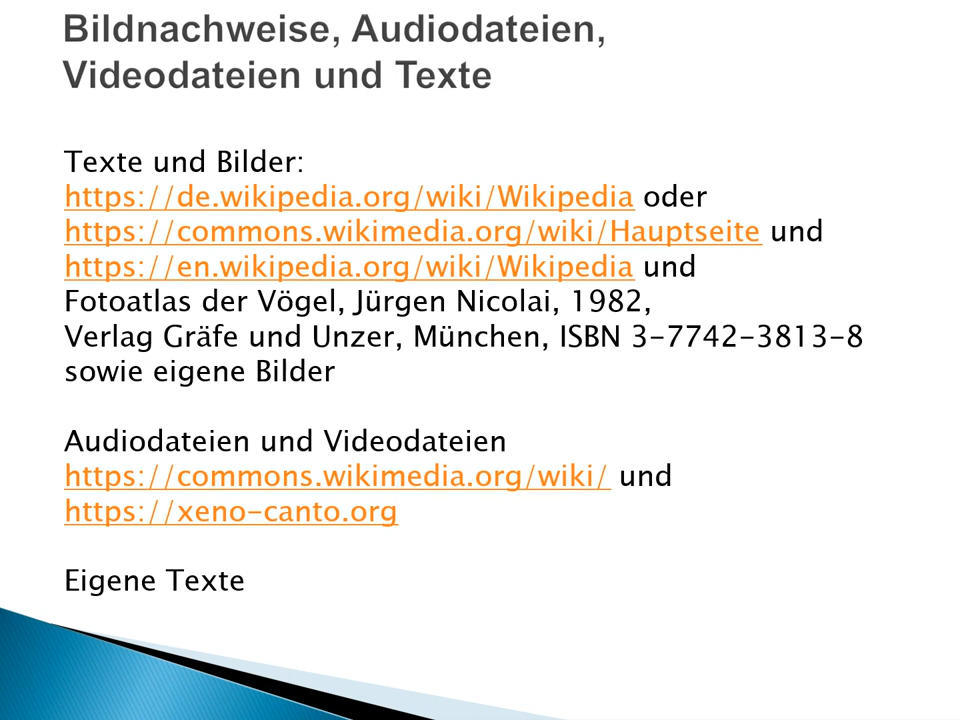 Bildnachweise, Audiodateien,
Videodateien und Texte
Texte und Bilder:
https://de.wikipedia.org/wiki/Wikipedia oder
https://commons.wikimedia.org/wiki/Hauptseite und
https://en.wikipedia.org/wiki/Wikipedia und
Fotoatlas der Vögel, Jürgen Nicolai, 1982,
Verlag Gräfe und Unzer, München, ISBN 3-7742-3813-8
sowie eigene Bilder
Audiodateien und Videodateien
https://commons.wikimedia.org/wiki/ und
https://xeno-canto.org
Eigene Texte